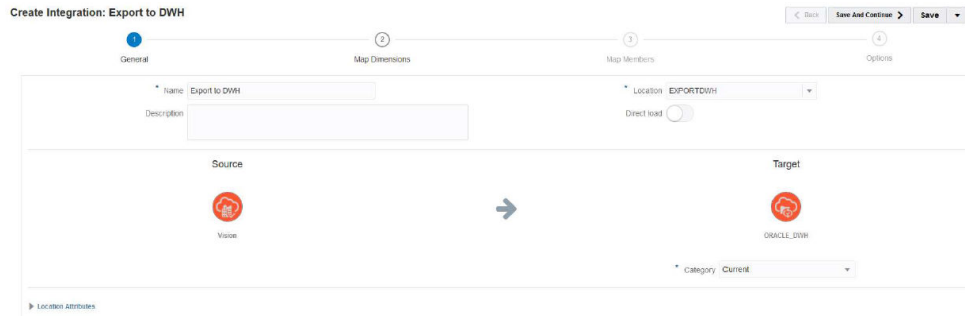 Create Integration: Export to DWH
Back
Save And Continue
Save
1
2
3
4
General
Map Dimensions
Map Members
Options
* Name Export to DWH
* Location EXPORTDWH
Description
Direct load
Source
Target
Vision
ORACLE_DWH
* Category Current
Location Attributes